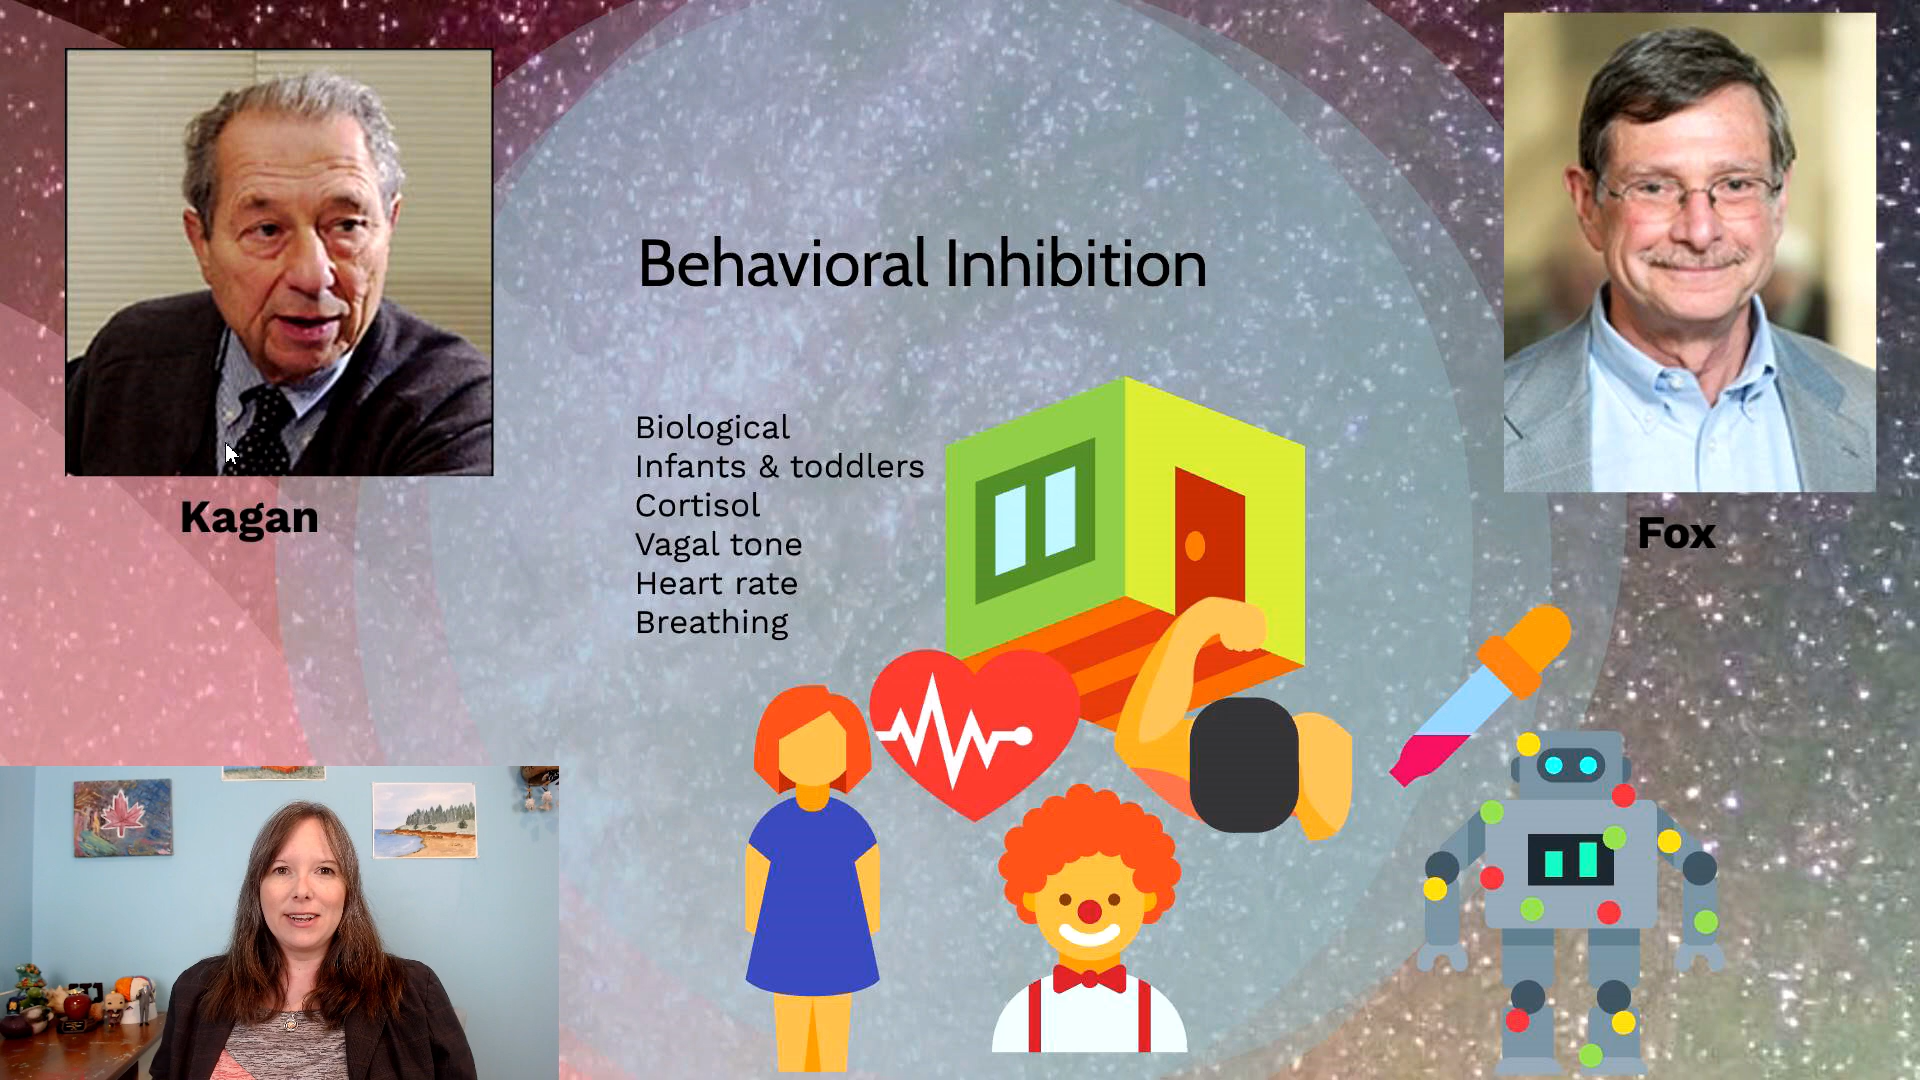 Behavioral Inhibition
Biological
Infants & toddlers
Cortisol
Vagal tone
Heart rate
Breathing
Kagan
Fox